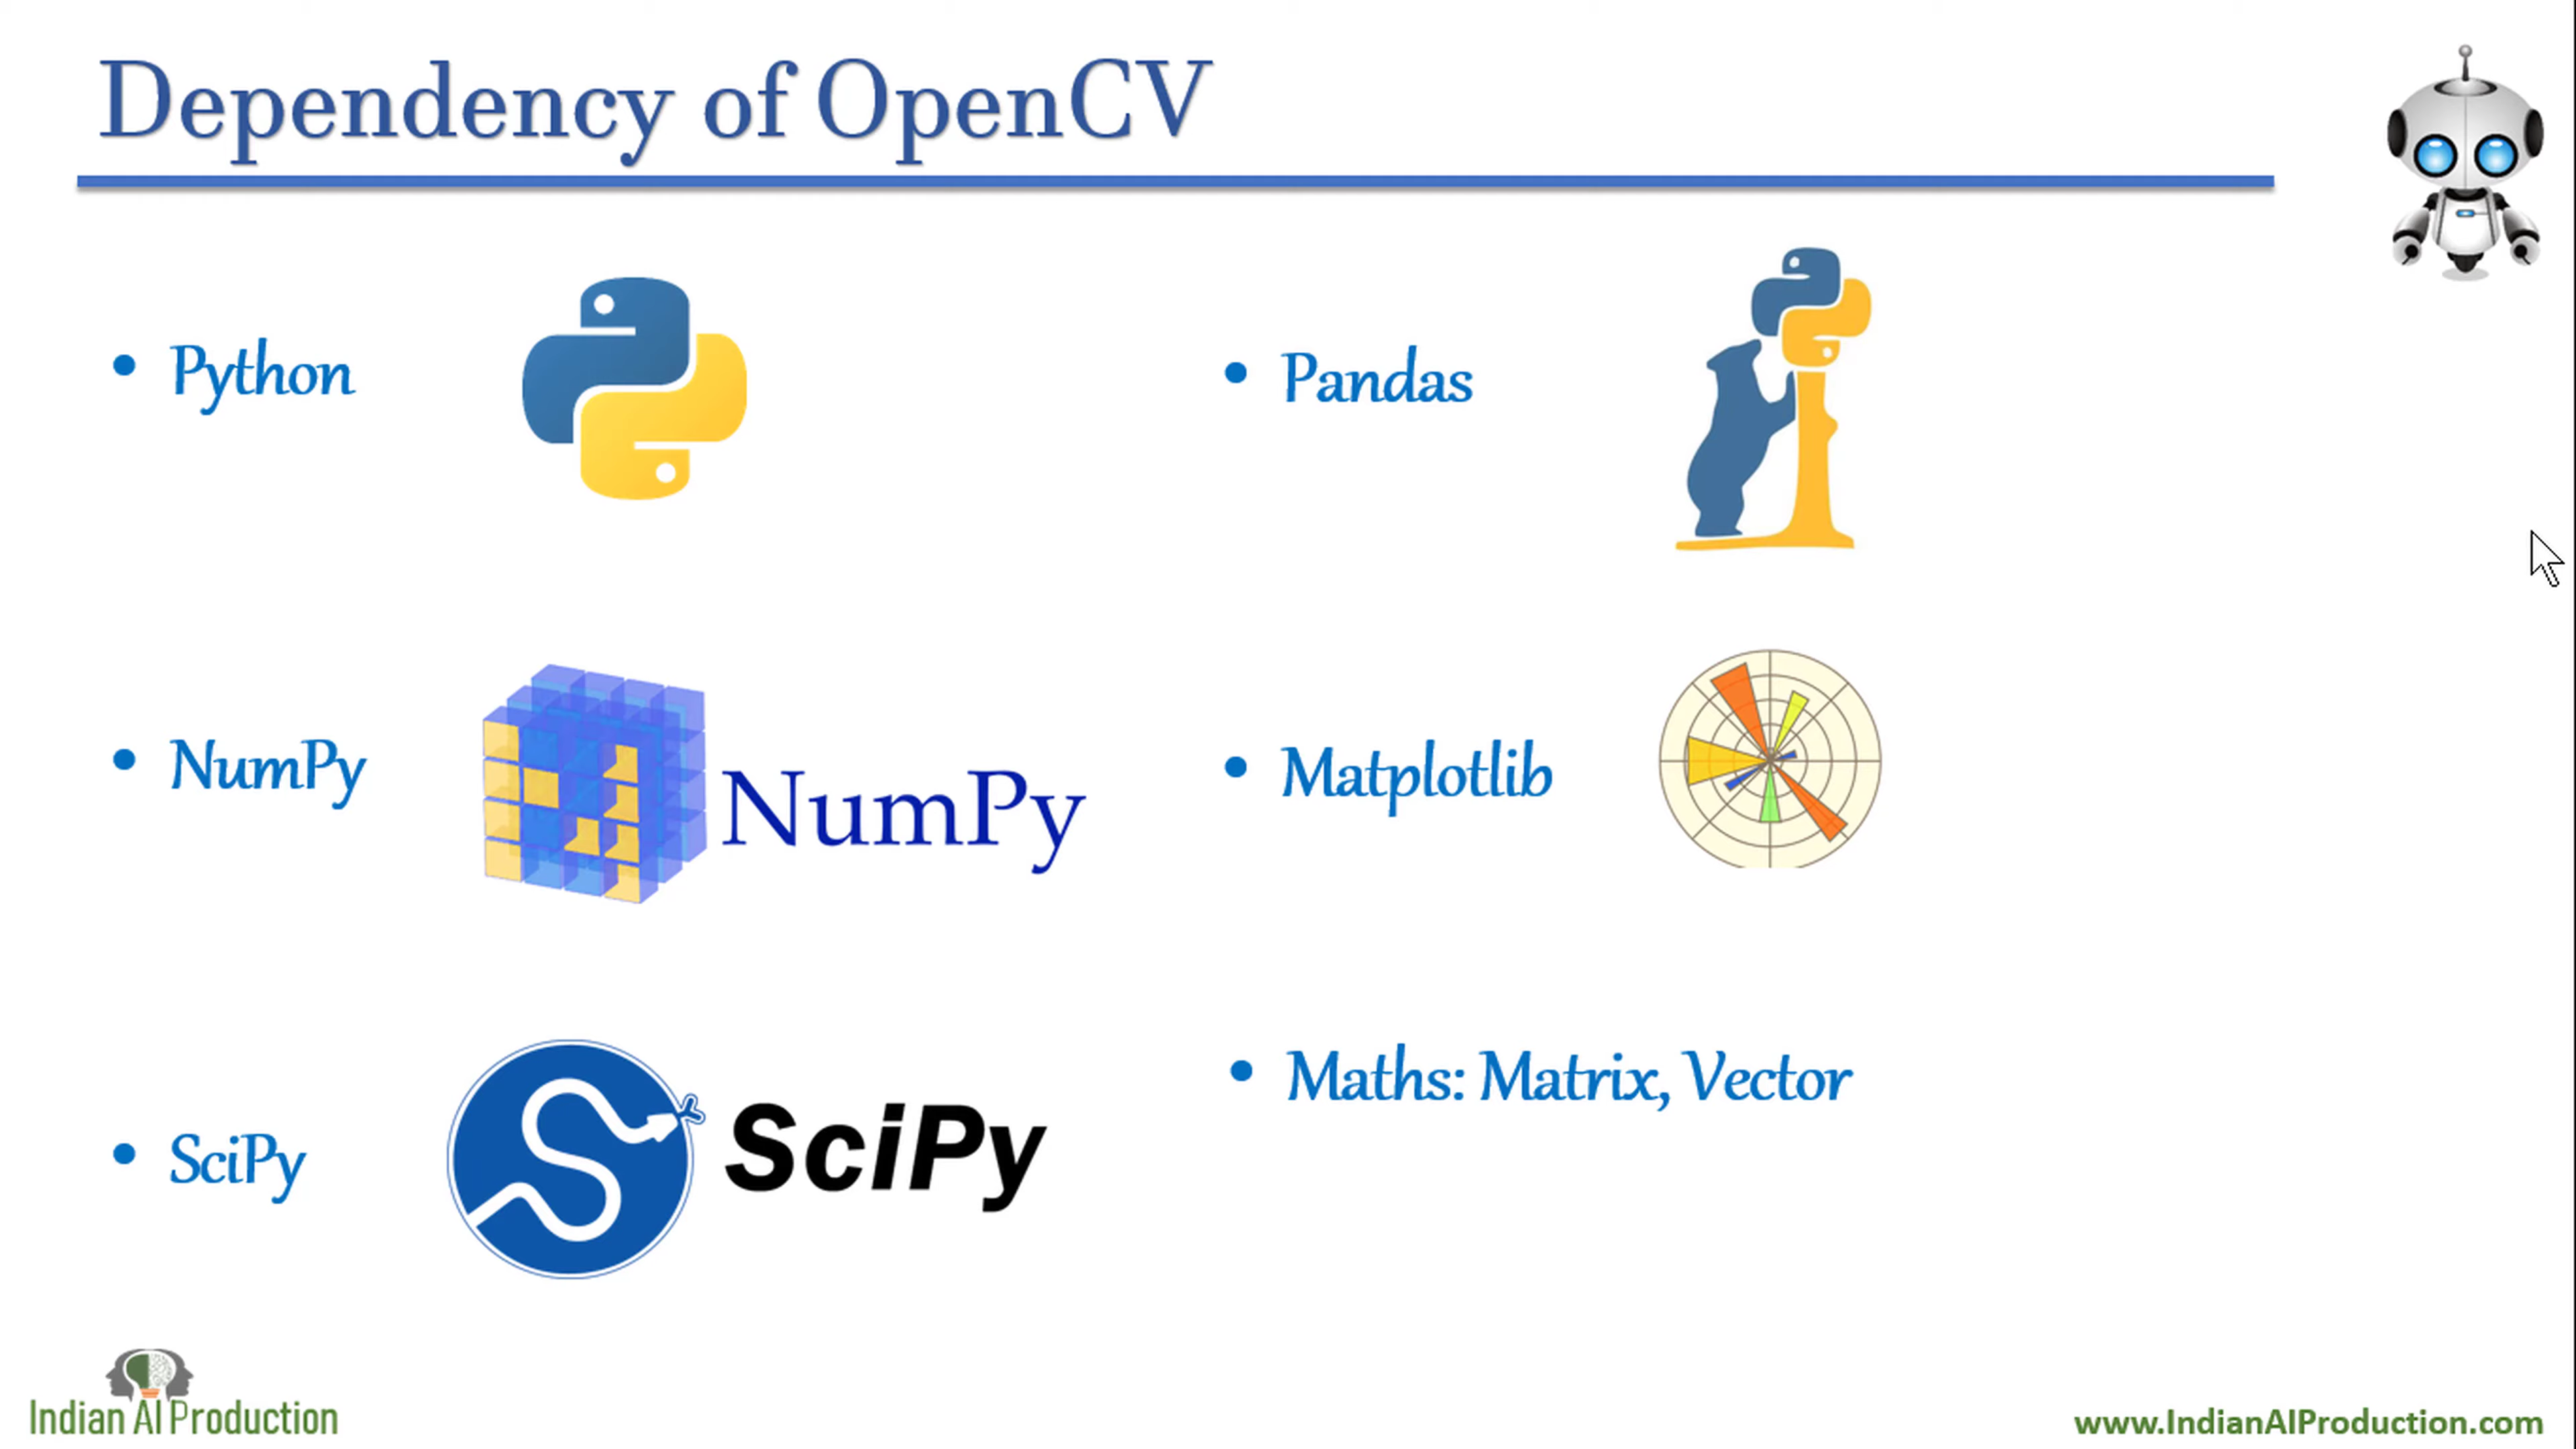 Dependency of OpenCV
• Python
• NumPy
NumPy
• SciPy
SciPy
• Pandas
• Matplotlib
• Maths: Matrix, Vector
Indian AI Production
www.IndianAIProduction.com